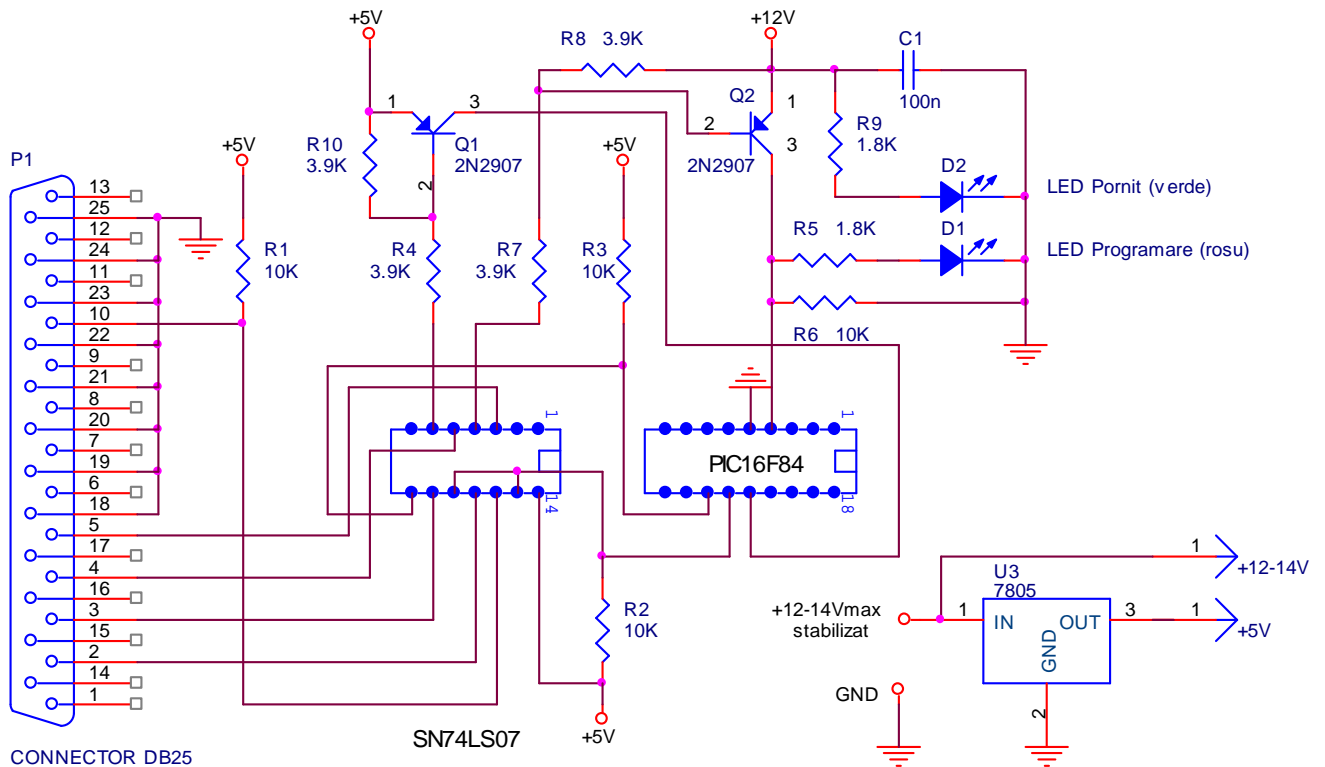 +5V
+12V
R8 3.9K
C1
100n
1
3
Q2
1
2
3
2N2907
R10
3.9K
Q1
2N2907
2
R9
1.8K
D2
LED Pornit (verde)
+5V
+5V
P1
R1
10K
R4
3.9K
R7
3.9K
R3
10K
R5 1.8K
D1
LED Programare (rosu)
R6 10K
13
25
12
24
11
23
10
22
9
21
8
20
7
19
6
18
5
17
4
16
3
15
2
14
1
1
14
SN74LS07
1
PIC16F84
18
R2
10K
+5V
CONNECTOR DB25
1
+12-14V
U3
7805
+12-14Vmax
stabilizat
1
IN
OUT
GND
3
1
+5V
2
GND